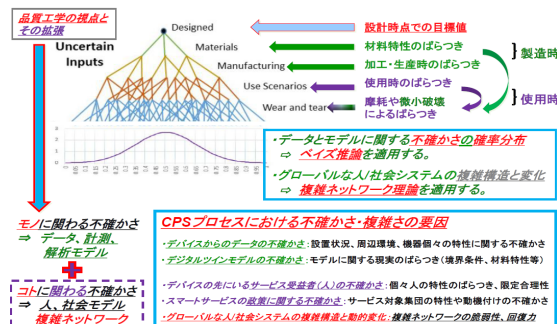 品質工学の視点と
その拡張
Uncertain
Inputs
Designed
Materials
Manufacturing
Use Scenarios
Wear and tear
設計時点での目標値
材料特性のばらつき
加工・生産時のばらつき
使用時のばらつき
摩耗や微小破壊
によるばらつき
} 製造時
} 使用時
・データとモデルに関する不確かさの確率分布
⇒ ベイズ推論を適用する。
・グローバルな人/社会システムの複雑構造と変化
⇒ 複雑ネットワーク理論を適用する。
モノに関わる不確かさ
⇒ データ、計測、
解析モデル
コトに関わる不確かさ
⇒ 人、社会モデル
複雑ネットワーク
CPSプロセスにおける不確かさ・複雑さの要因
・デバイスからのデータの不確かさ：設置状況、周辺環境、機器個々の特性に関する不確かさ
・デジタルツインモデルの不確かさ：モデルに関する現実のばらつき(境界条件、材料特性等)
・デバイスの先にいるサービス受益者(人)の不確かさ：個々人の特性のばらつき、限定合理性
・スマートサービスの政策に関する不確かさ：サービス対象集団の特性や動機付けの不確かさ
・グローバルな人/社会システムの複雑構造と動的変化：複雑ネットワークの脆弱性、回復力